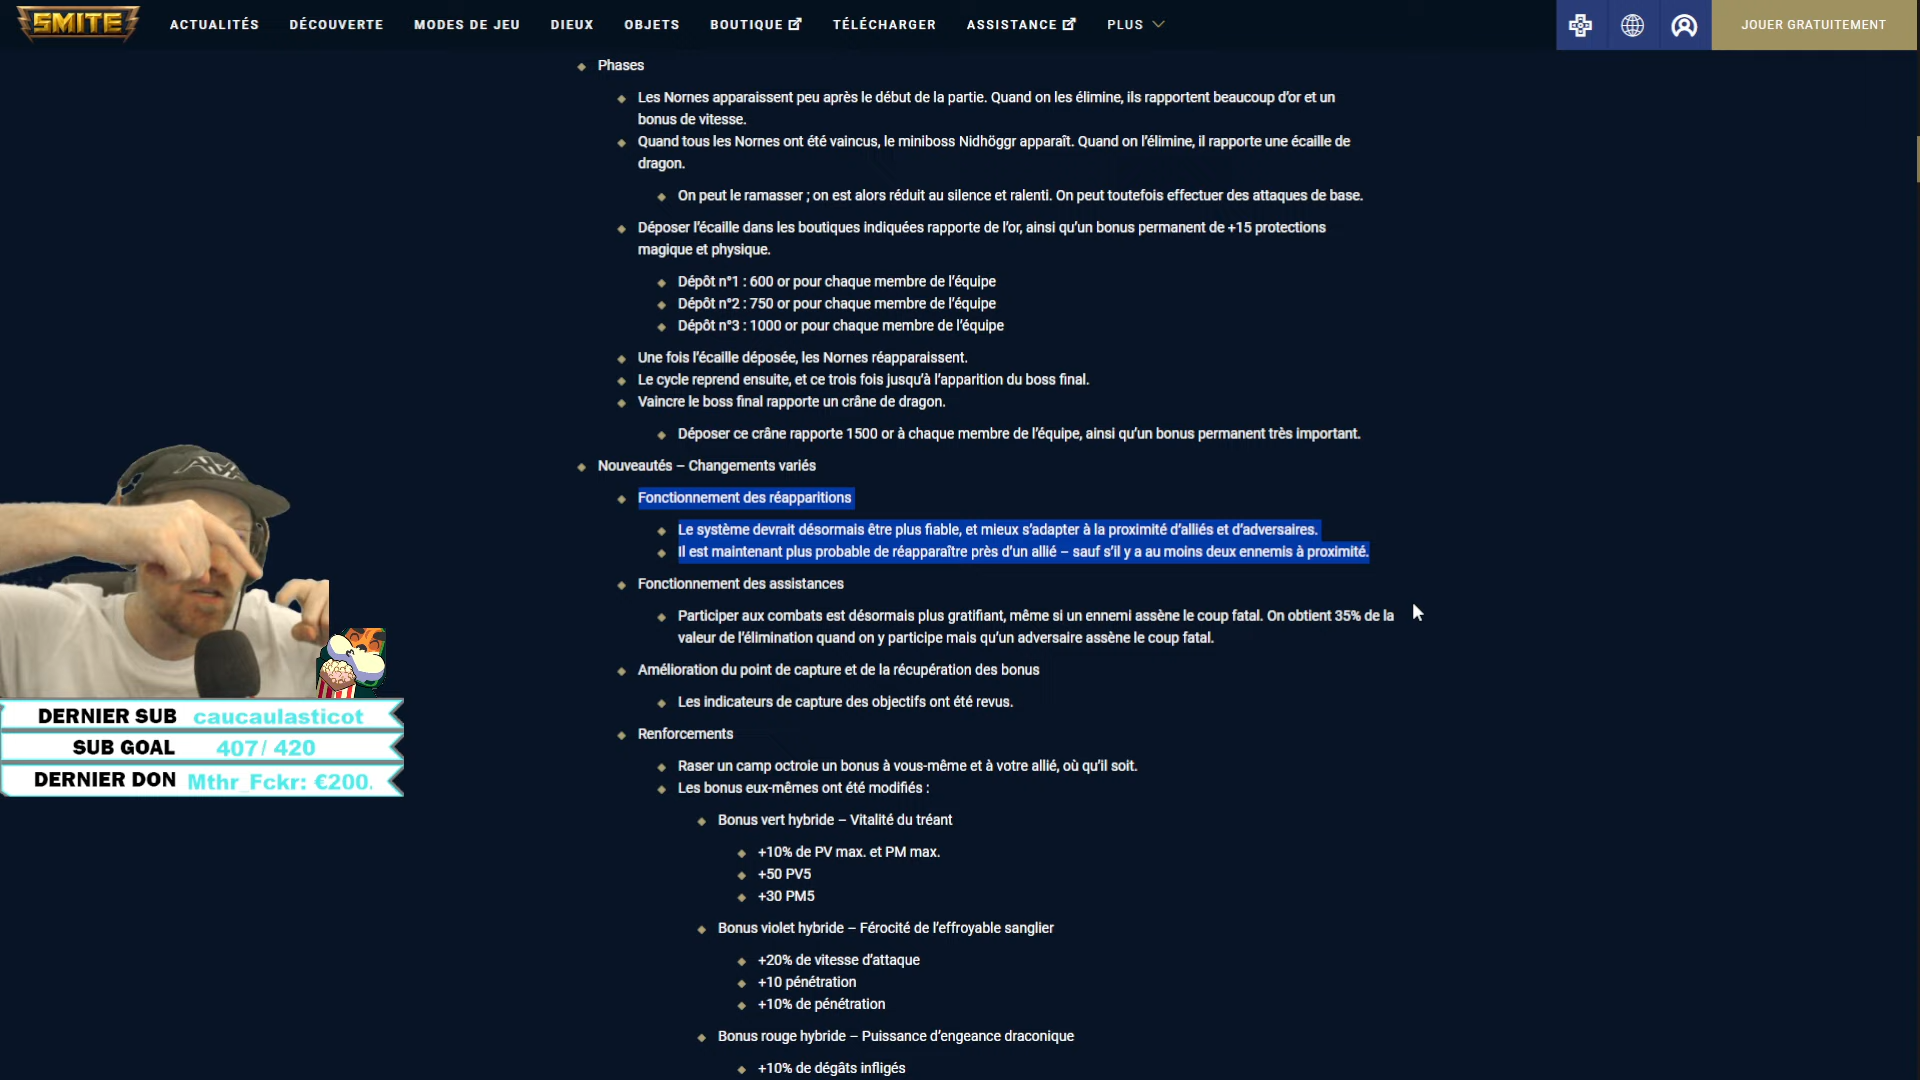 SMITE
ACTUALITÉS DÉCOUVERTE MODES DE JEU DIEUX OBJETS BOUTIQUE TÉLÉCHARGER ASSISTANCE PLUS JOUER GRATUITEMENT
Phases
Les Nornes apparaissent peu après le début de la partie. Quand on les élimine, ils rapportent beaucoup d’or et un
bonus de vitesse.
Quand tous les Nornes ont été vaincus, le miniboss Nidhöggr apparaît. Quand on l’élimine, il rapporte une écaille de
dragon.
On peut le ramasser ; on est alors réduit au silence et ralenti. On peut toutefois effectuer des attaques de base.
Déposer l’écaille dans les boutiques indiquées rapporte de l’or, ainsi qu’un bonus permanent de +15 protections
magique et physique.
Dépôt n°1 : 600 or pour chaque membre de l’équipe
Dépôt n°2 : 750 or pour chaque membre de l’équipe
Dépôt n°3 : 1000 or pour chaque membre de l’équipe
Une fois l’écaille déposée, les Nornes réapparaissent.
Le cycle reprend ensuite, et ce trois fois jusqu’à l’apparition du boss final.
Vaincre le boss final rapporte un crâne de dragon.
Déposer ce crâne rapporte 1500 or à chaque membre de l’équipe, ainsi qu’un bonus permanent très important.
Nouveautés – Changements variés
Fonctionnement des réapparitions
Le système devrait désormais être plus fiable, et mieux s’adapter à la proximité d’alliés et d’adversaires.
Il est maintenant plus probable de réapparaître près d’un allié – sauf s’il y a au moins deux ennemis à proximité.
Fonctionnement des assistances
Participer aux combats est désormais plus gratifiant, même si un ennemi assène le coup fatal. On obtient 35% de la
valeur de l’élimination quand on y participe mais qu’un adversaire assène le coup fatal.
Amélioration du point de capture et de la récupération des bonus
Les indicateurs de capture des objectifs ont été revus.
Renforcements
Raser un camp octroie un bonus à vous-même et à votre allié, où qu’il soit.
Les bonus eux-mêmes ont été modifiés :
Bonus vert hybride – Vitalité du tréant
+10% de PV max. et PM max.
+50 PV5
+30 PM5
Bonus violet hybride – Férocité de l’effroyable sanglier
+20% de vitesse d’attaque
+10 pénétration
+10% de pénétration
Bonus rouge hybride – Puissance d’engeance draconique
+10% de dégâts infligés
DERNIER SUB caucaulasticot
SUB GOAL 407/ 420
DERNIER DON Mthr_Fckr: €200.